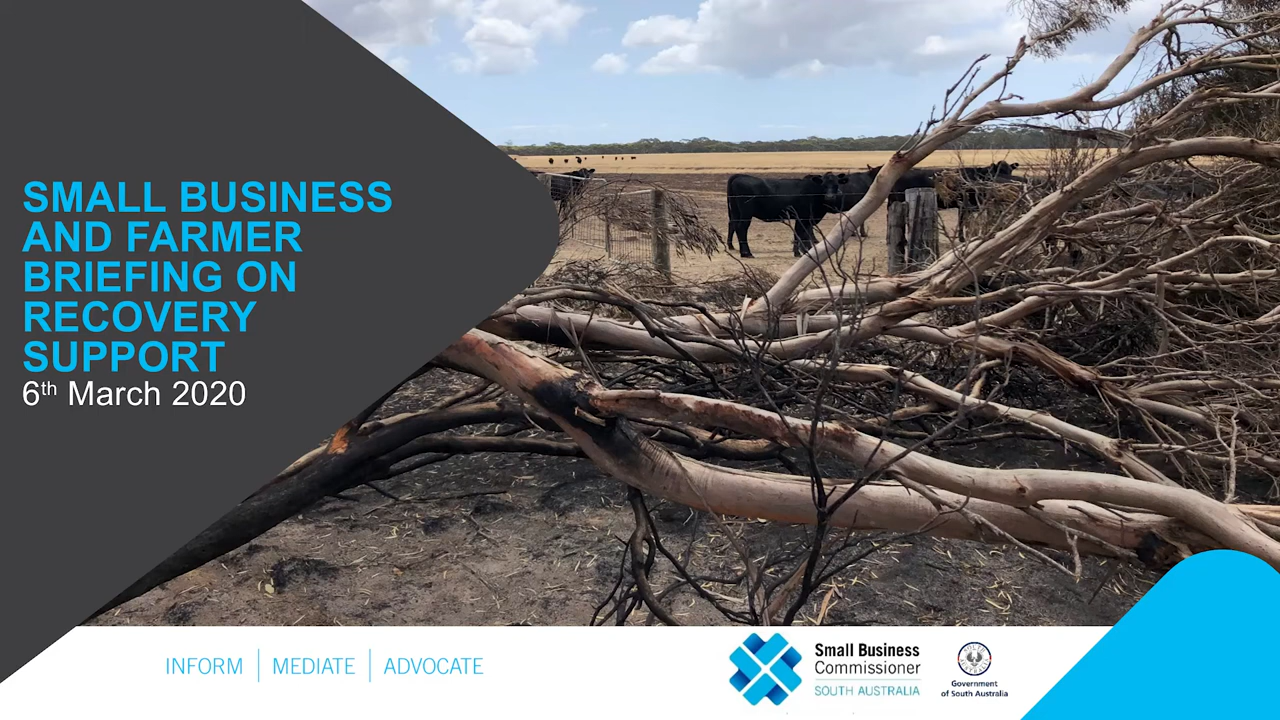 SMALL BUSINESS
AND FARMER
BRIEFING ON
RECOVERY
SUPPORT
6th March 2020
INFORM | MEDIATE | ADVOCATE
Small Business
Commissioner
SOUTH AUSTRALIA
Government
of South Australia